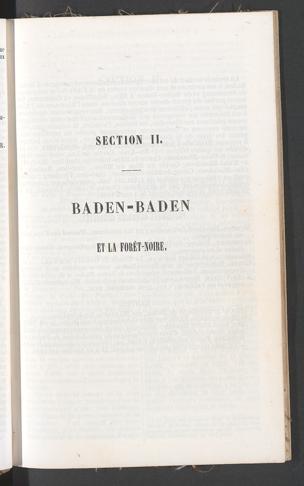 SECTION II.
BADEN-BADEN
ET LA FORÊT-NOIRE.